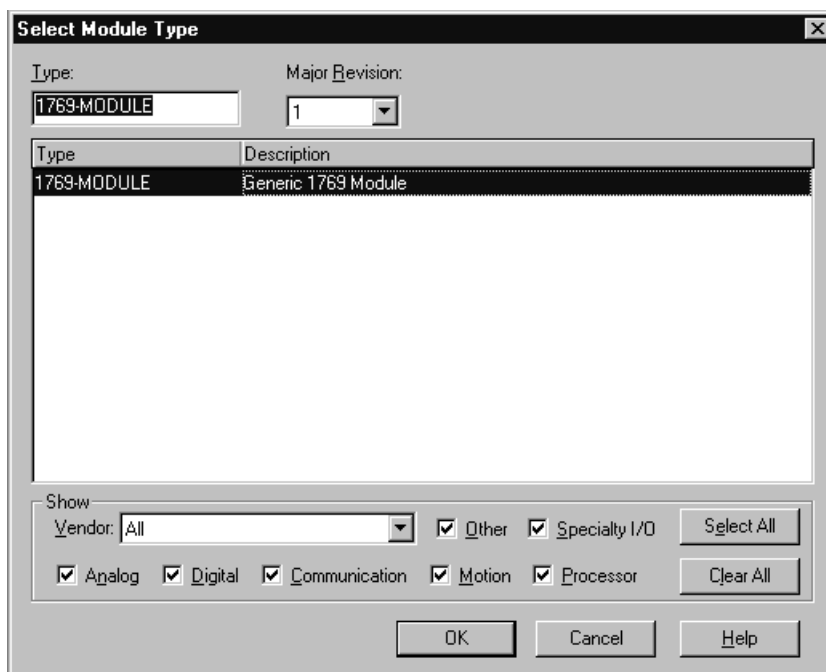 Select Module Type
Type:
Major Revision:
1769-MODULE
1
Type Description
1769-MODULE Generic 1769 Module
Show
Vendor: All
Other
Specialty I/O
Select All
Analog
Digital
Communication
Motion
Processor
Clear All
OK
Cancel
Help